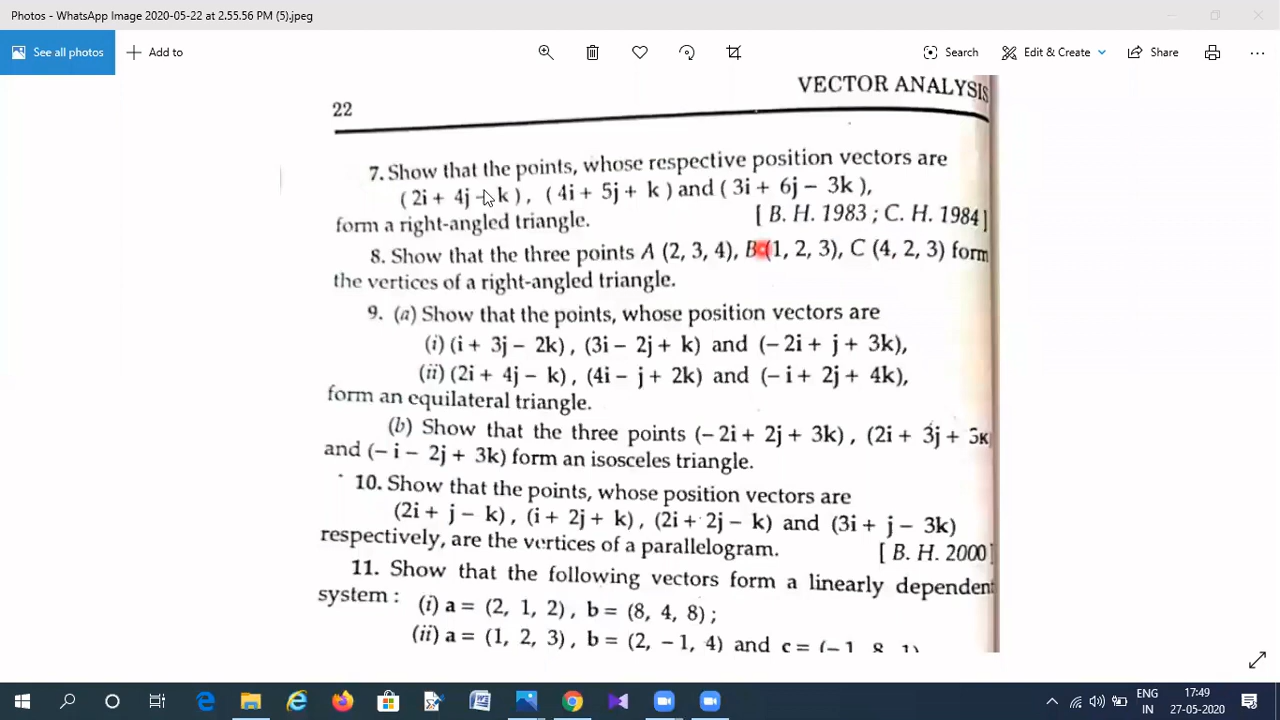 Photos - WhatsApp Image 2020-05-22 at 2.55.56 PM (5).jpeg
See all photos
Add to
Search
Edit & Create
Share
VECTOR ANALYSIS
22
7. Show that the points, whose respective position vectors are
( 2i + 4j - k ) , ( 4i + 5j + k ) and ( 3i + 6j - 3k ),
form a right-angled triangle. [ B. H. 1983 ; C. H. 1984 ]
8. Show that the three points A (2, 3, 4), B (1, 2, 3), C (4, 2, 3) form
the vertices of a right-angled triangle.
9. (a) Show that the points, whose position vectors are
(i) (i + 3j - 2k) , (3i - 2j + k) and (- 2i + j + 3k),
(ii) (2i + 4j - k) , (4i - j + 2k) and (- i + 2j + 4k),
form an equilateral triangle.
(b) Show that the three points (- 2i + 2j + 3k) , (2i + 3j + 5k
and (- i - 2j + 3k) form an isosceles triangle.
10. Show that the points, whose position vectors are
(2i + j - k) , (i + 2j + k) , (2i + 2j - k) and (3i + j - 3k)
respectively, are the vertices of a parallelogram. [ B. H. 2000 ]
11. Show that the following vectors form a linearly dependent
system : (i) a = (2, 1, 2) , b = (8, 4, 8) ;
(ii) a = (1, 2, 3) , b = (2, - 1, 4) and c = (- 1, 8, 1)
ENG
IN
17:49
27-05-2020